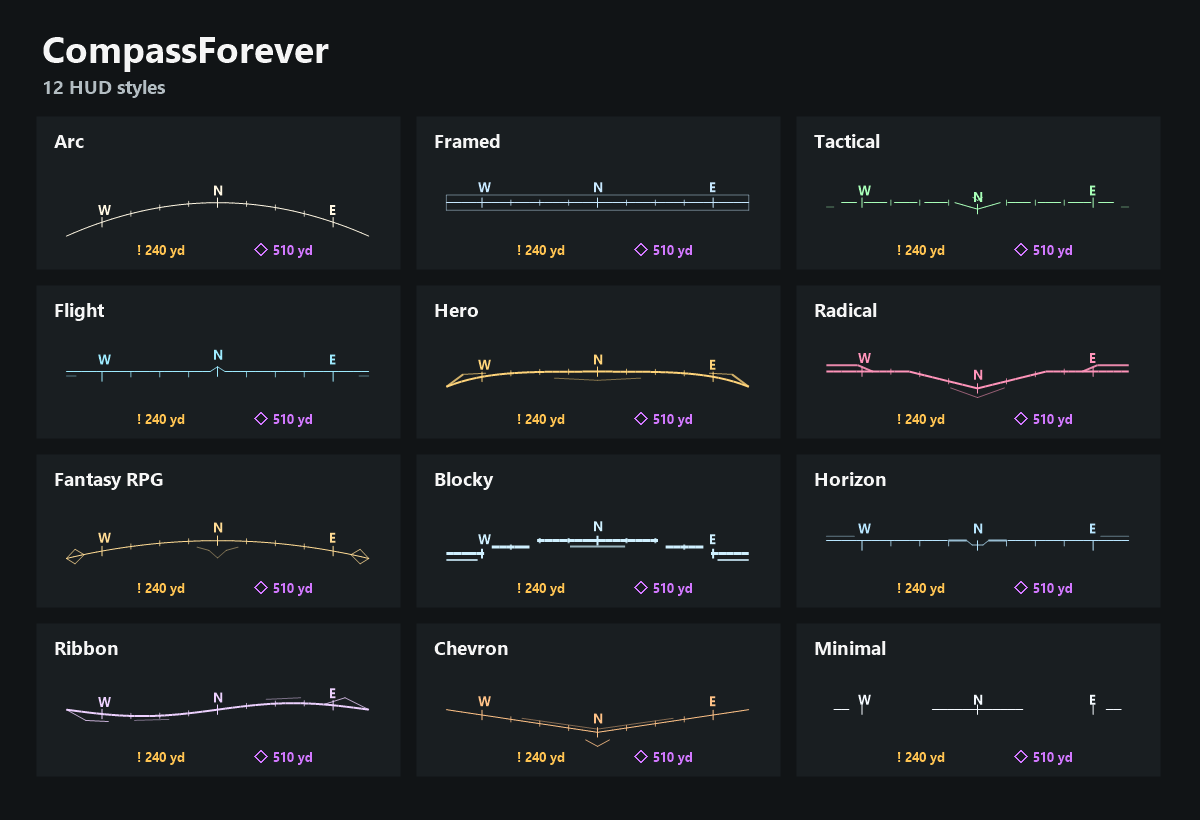 CompassForever
12 HUD styles
Arc
N
W
E
! 240 yd
510 yd
Framed
W
N
E
! 240 yd
510 yd
Tactical
W
N
E
! 240 yd
510 yd
Flight
W
N
E
! 240 yd
510 yd
Hero
W
N
E
! 240 yd
510 yd
Radical
W
N
E
! 240 yd
510 yd
Fantasy RPG
W
N
E
! 240 yd
510 yd
Blocky
W
N
E
! 240 yd
510 yd
Horizon
W
N
E
! 240 yd
510 yd
Ribbon
W
N
E
! 240 yd
510 yd
Chevron
W
N
E
! 240 yd
510 yd
Minimal
W
N
E
! 240 yd
510 yd